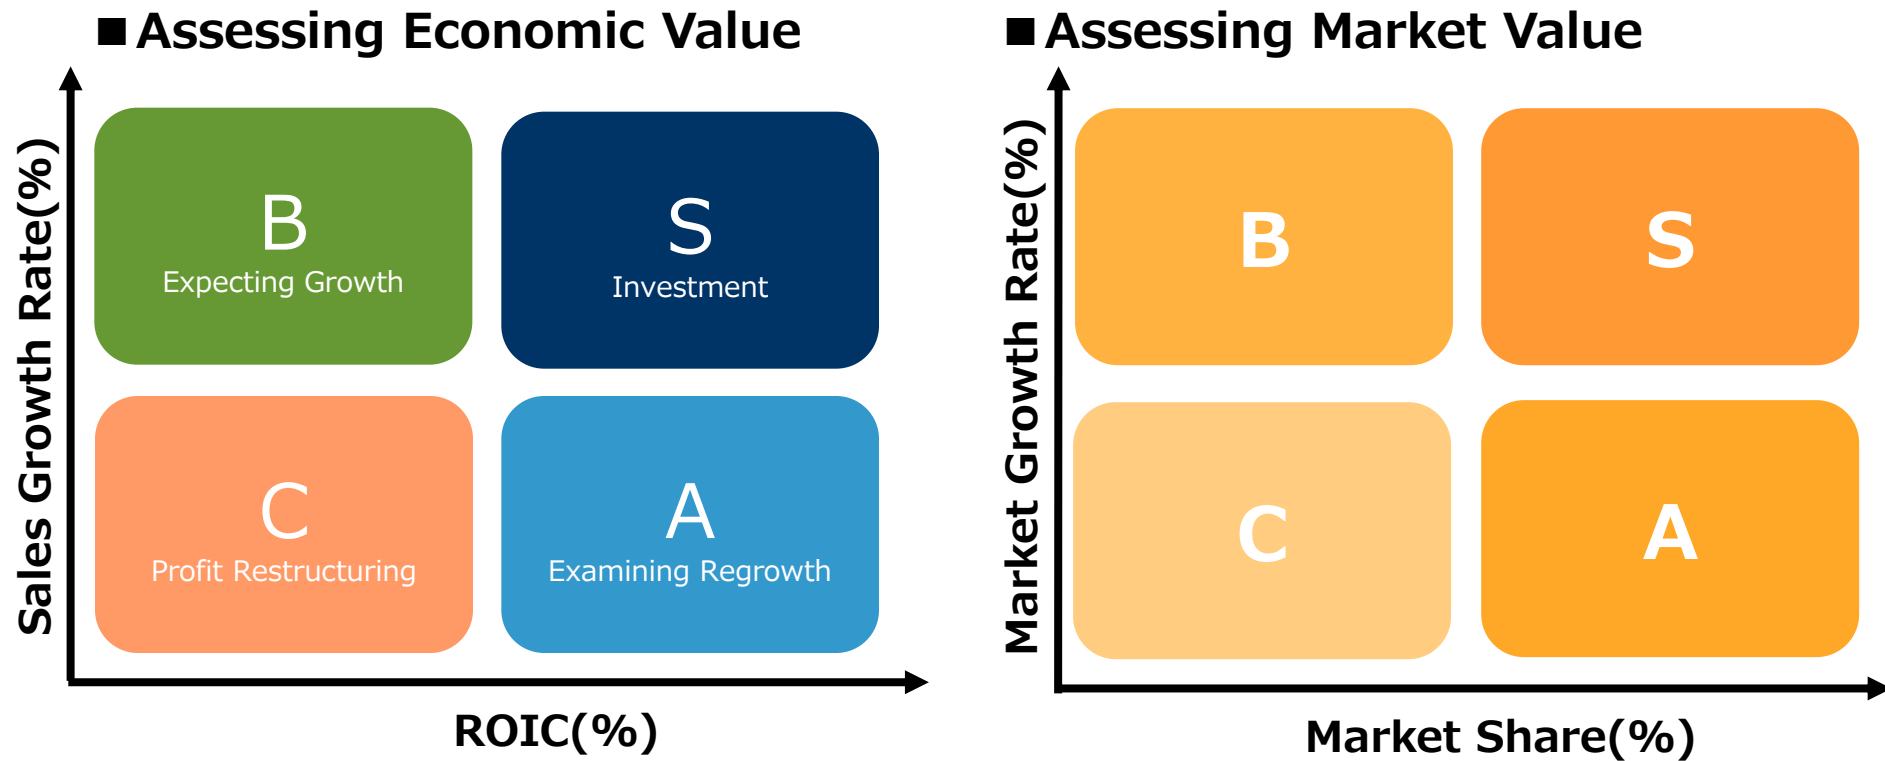 ■ Assessing Economic Value
Sales Growth Rate(%)
B
Expecting Growth
S
Investment
C
Profit Restructuring
A
Examining Regrowth
ROIC(%)
■ Assessing Market Value
Market Growth Rate(%)
B
S
C
A
Market Share(%)